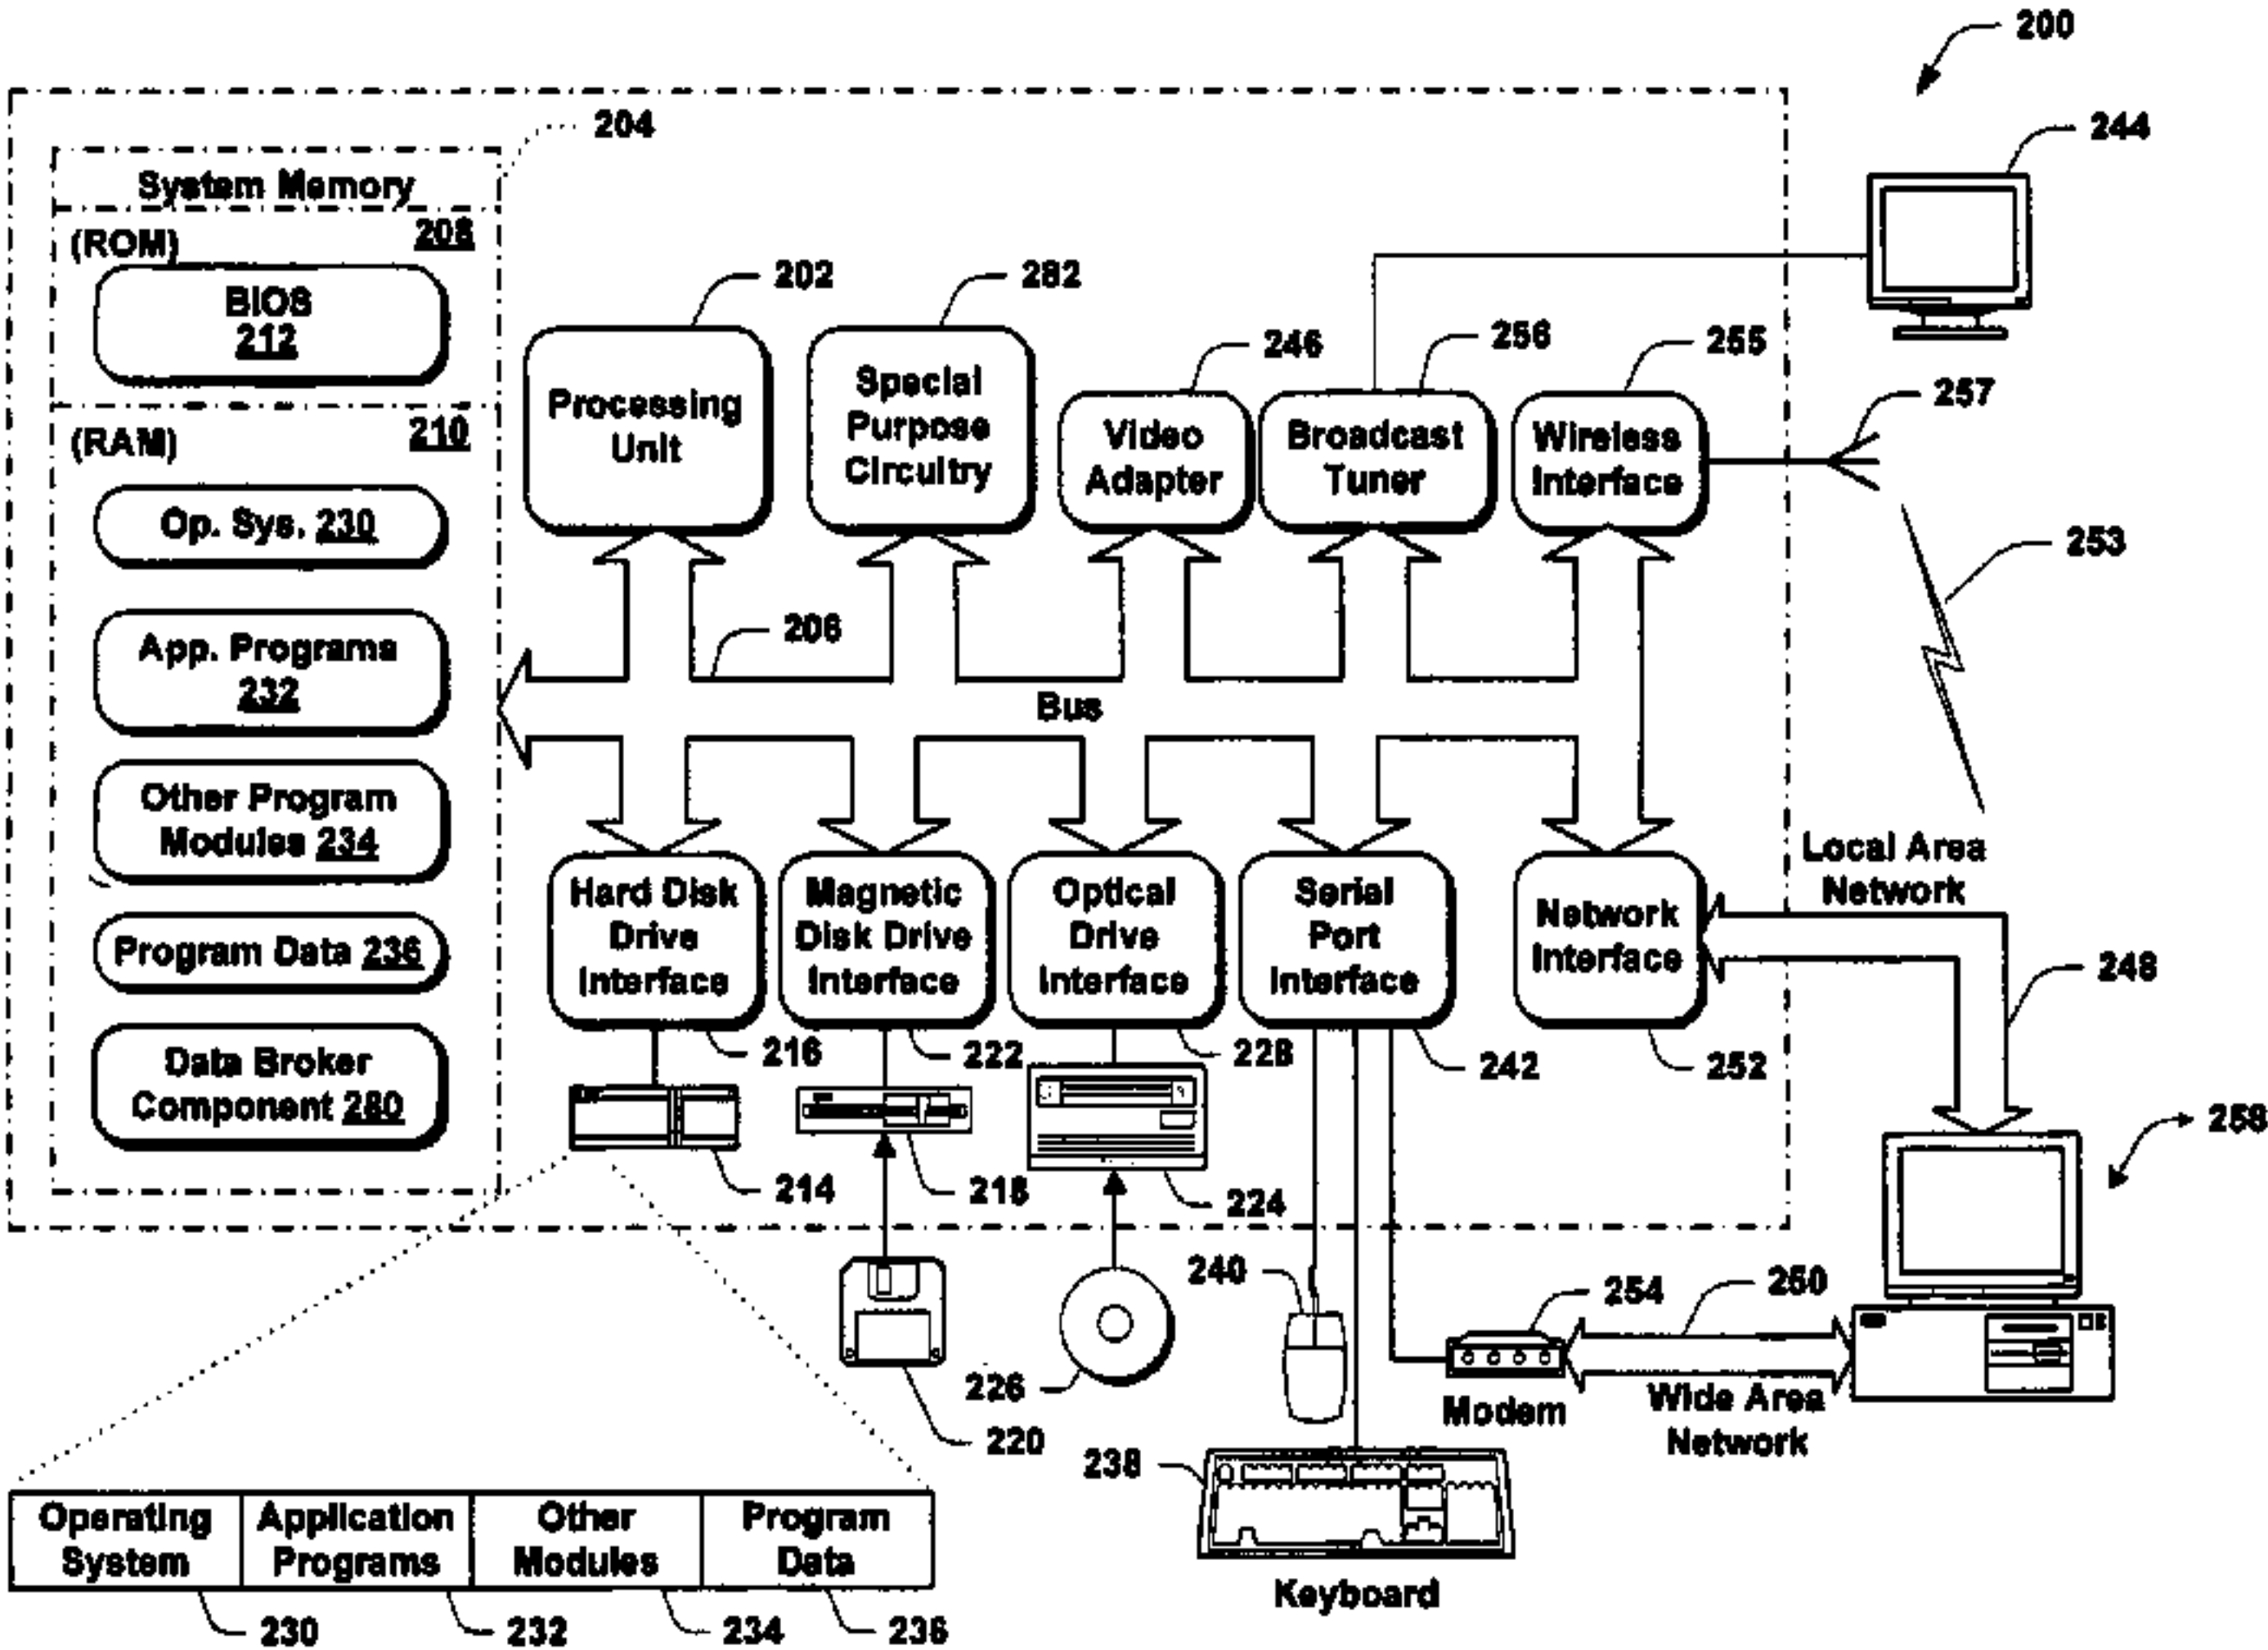 200
204
244
System Memory
(ROM) 208
BIOS
212
202
282
246
256
255
257
Processing
Unit
Special
Purpose
Circuitry
Video
Adapter
Broadcast
Tuner
Wireless
Interface
(RAM) 210
Op. Sys. 230
253
App. Programs
232
206
Bus
Other Program
Modules 234
Local Area
Network
Hard Disk
Drive
Interface
Magnetic
Disk Drive
Interface
Optical
Drive
Interface
Serial
Port
Interface
Network
Interface
Program Data 236
248
Data Broker
Component 280
216
222
228
242
252
258
214
218
224
240
254
250
226
Modem
Wide Area
Network
220
238
Operating
System
Application
Programs
Other
Modules
Program
Data
Keyboard
230
232
234
236